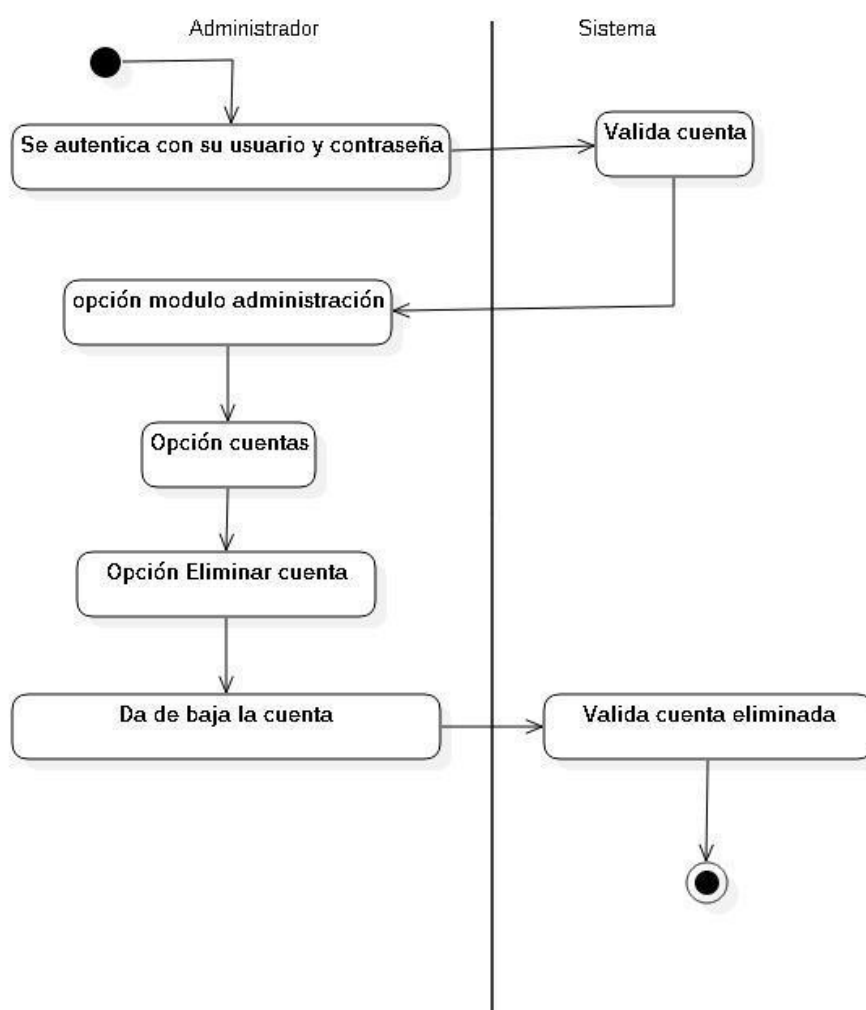 Administrador
Sistema
Se autentica con su usuario y contraseña
Valida cuenta
opción modulo administración
Opción cuentas
Opción Eliminar cuenta
Da de baja la cuenta
Valida cuenta eliminada